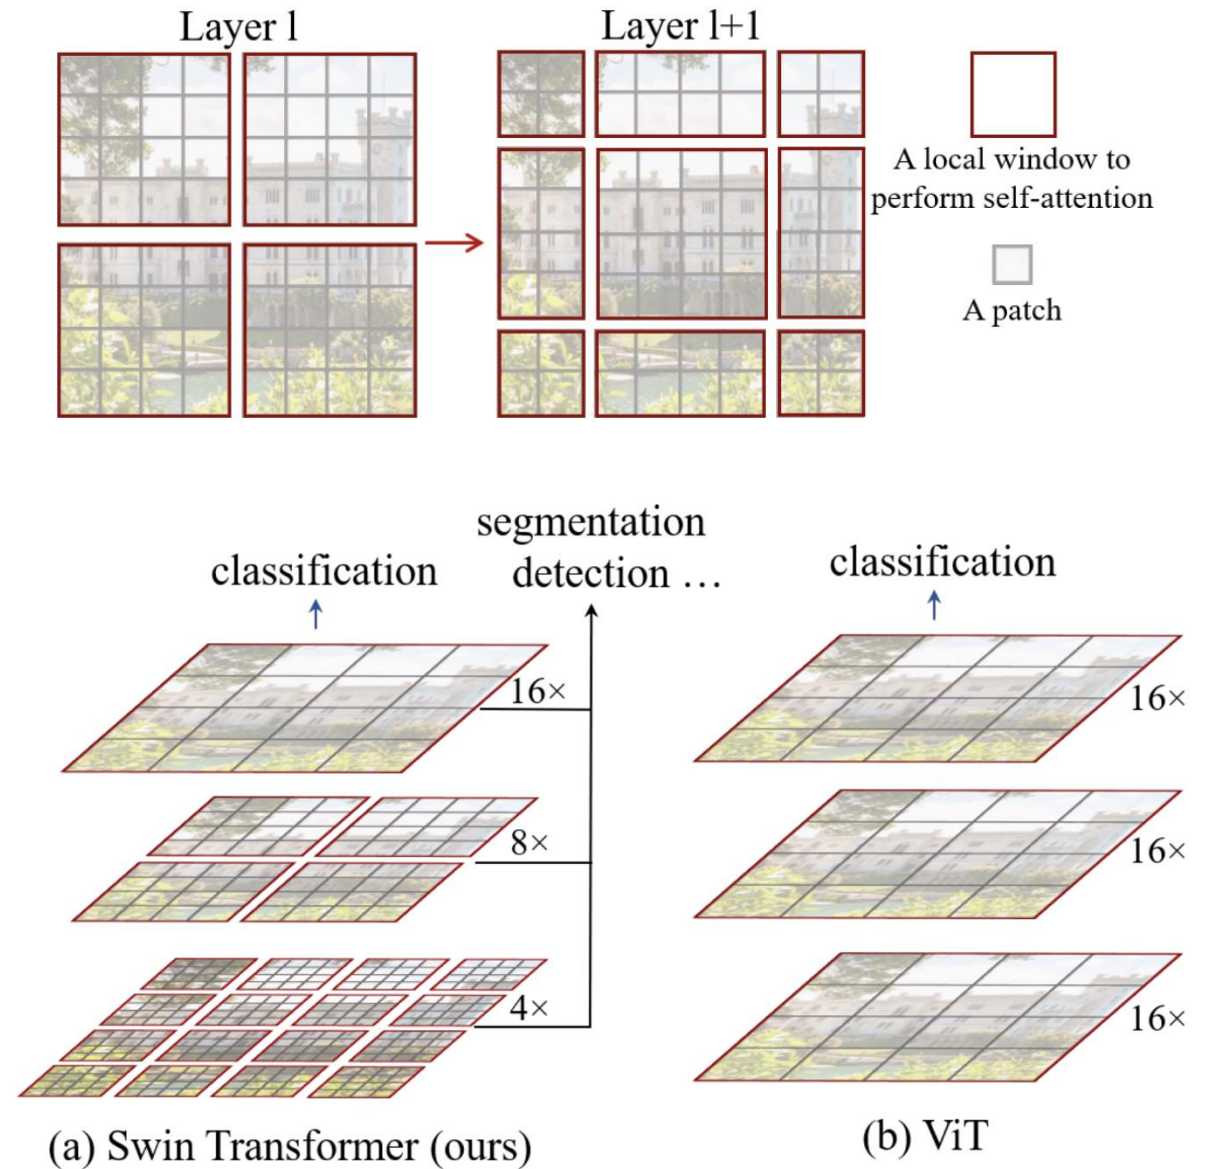 Layer l
Layer l+1
A local window to
perform self-attention
A patch
segmentation
detection …
classification
16×
8×
4×
(a) Swin Transformer (ours)
classification
16×
16×
16×
(b) ViT